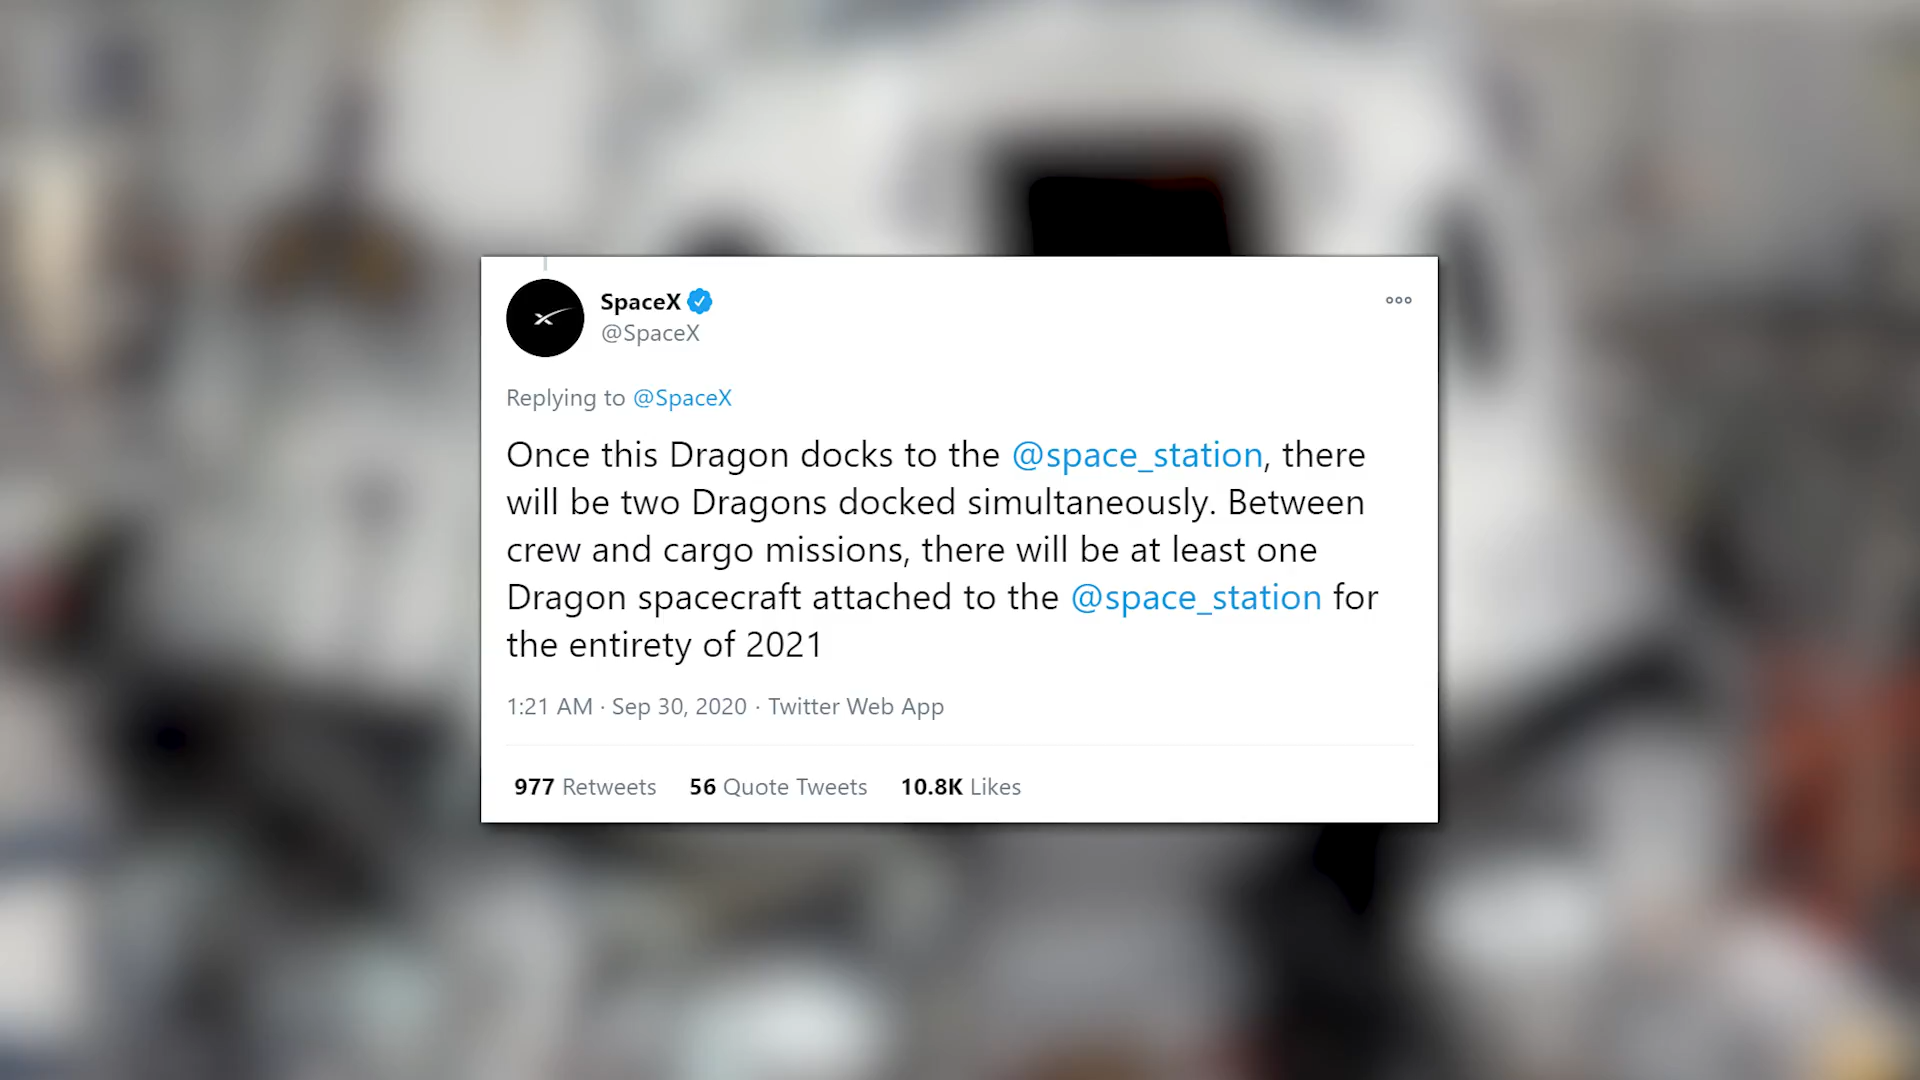 SpaceX
@SpaceX
Replying to @SpaceX
Once this Dragon docks to the @space_station, there
will be two Dragons docked simultaneously. Between
crew and cargo missions, there will be at least one
Dragon spacecraft attached to the @space_station for
the entirety of 2021
1:21 AM · Sep 30, 2020 · Twitter Web App
977 Retweets 56 Quote Tweets 10.8K Likes